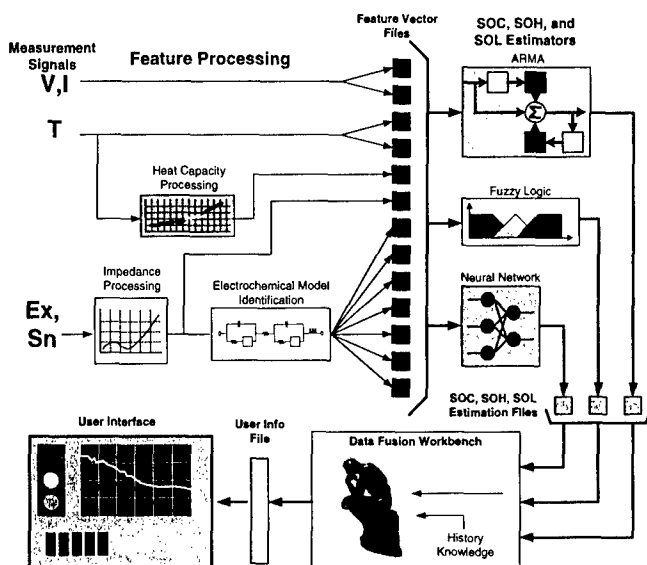 Measurement
Signals
V,I
T
Ex,
Sn
Feature Processing
Heat Capacity
Processing
Impedance
Processing
Electrochemical Model
Identification
Feature Vector
Files
SOC, SOH, and
SOL Estimators
ARMA
Σ
Fuzzy Logic
Neural Network
SOC, SOH, SOL
Estimation Files
User Interface
User Info
File
Data Fusion Workbench
History
Knowledge